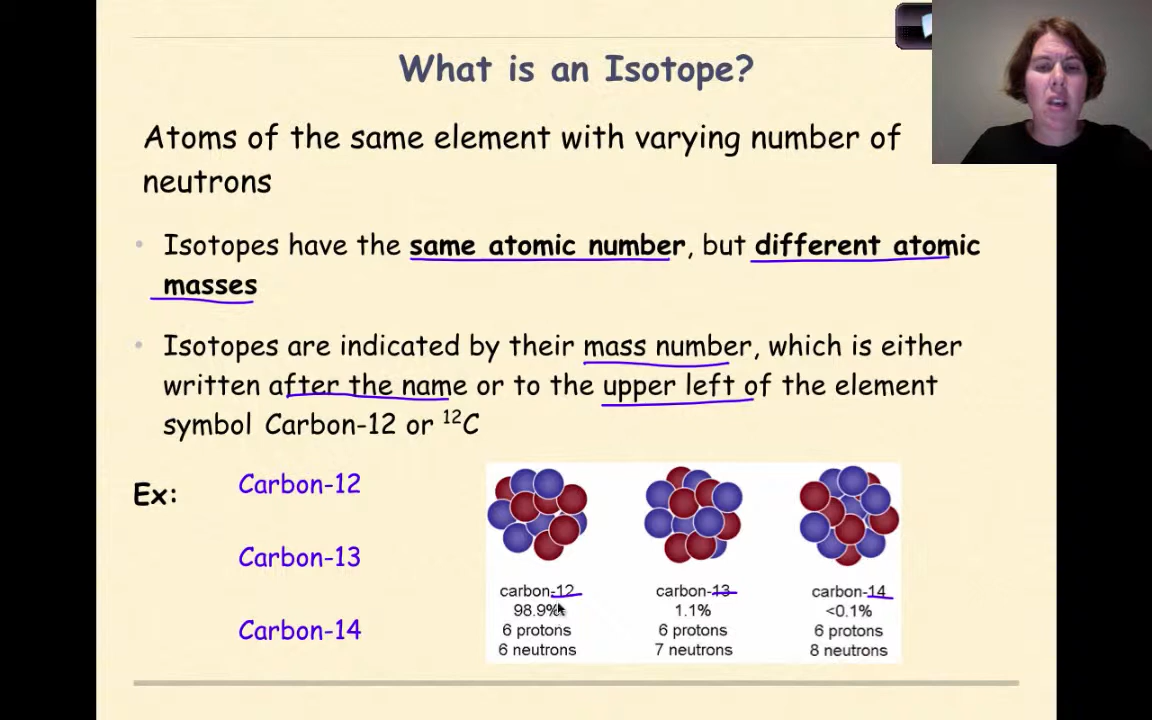 What is an Isotope?
Atoms of the same element with varying number of
neutrons
• Isotopes have the same atomic number, but different atomic
masses
• Isotopes are indicated by their mass number, which is either
written after the name or to the upper left of the element
symbol Carbon-12 or ¹²C
Ex:
Carbon-12
Carbon-13
Carbon-14
carbon-12
98.9%
6 protons
6 neutrons
carbon-13
1.1%
6 protons
7 neutrons
carbon-14
<0.1%
6 protons
8 neutrons